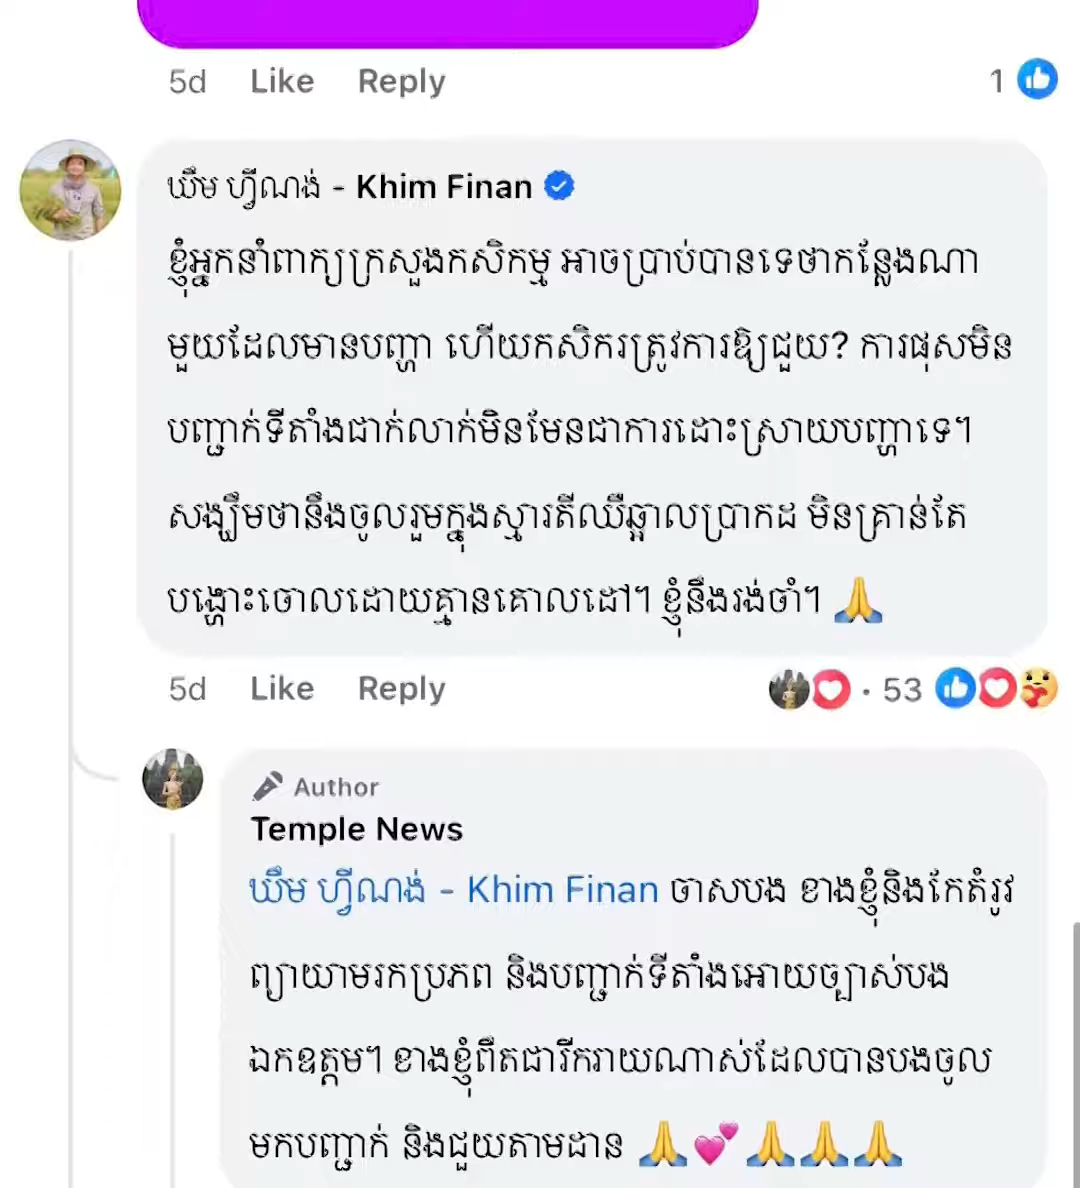 5d Like Reply 1
ឃឹម ហ្វីណង់ - Khim Finan
ខ្ញុំអ្នកនាំពាក្យក្រសួងកសិកម្ម អាចប្រាប់បានទេថាកន្លែងណា
មួយដែលមានបញ្ហា ហើយកសិករត្រូវការឱ្យជួយ? ការផុសមិន
បញ្ជាក់ទីតាំងជាក់លាក់មិនមែនជាការដោះស្រាយបញ្ហាទេ។
សង្ឃឹមថានឹងចូលរួមក្នុងស្មារតីឈឺឆ្អាលប្រាកដ មិនគ្រាន់តែ
បង្ហោះចោលដោយគ្មានគោលដៅ។ ខ្ញុំនឹងរង់ចាំ។ 🙏
5d Like Reply · 53
Author
Temple News
ឃឹម ហ្វីណង់ - Khim Finan ចាសបង ខាងខ្ញុំនិងកែតំរូវ
ព្យាយាមរកប្រភព និងបញ្ជាក់ទីតាំងអោយច្បាស់បង
ឯកឧត្តម។ ខាងខ្ញុំពឹតជារីករាយណាស់ដែលបានបងចូល
មកបញ្ជាក់ និងជួយតាមដាន 🙏💕🙏🙏🙏